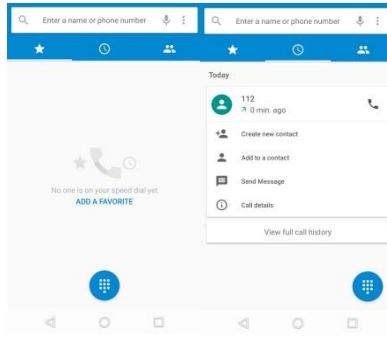 Enter a name or phone number
No one is on your speed dial yet
ADD A FAVORITE
Enter a name or phone number
Today
112
0 min. ago
Create new contact
Add to a contact
Send Message
Call details
View full call history